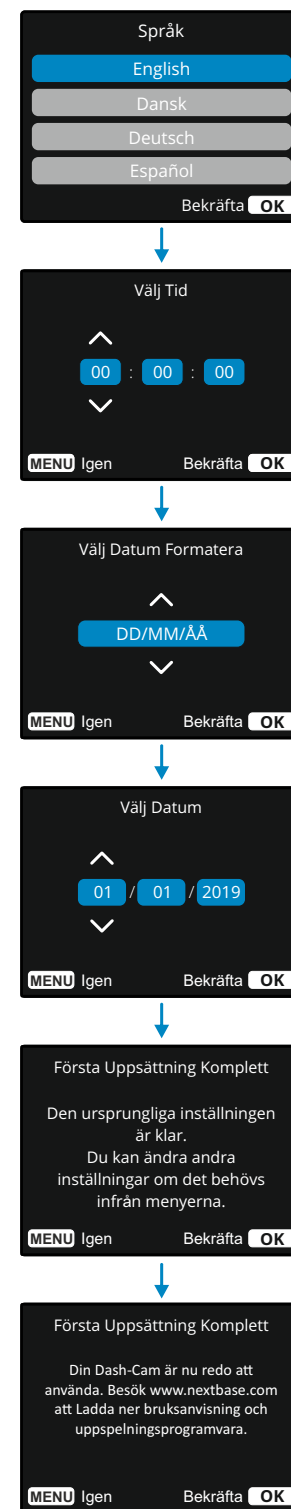 Språk
English
Dansk
Deutsch
Español
Bekräfta OK
Välj Tid
00 : 00 : 00
MENU Igen Bekräfta OK
Välj Datum Formatera
DD/MM/ÅÅ
MENU Igen Bekräfta OK
Välj Datum
01 / 01 / 2019
MENU Igen Bekräfta OK
Första Uppsättning Komplett
Den ursprungliga inställningen
är klar.
Du kan ändra andra
inställningar om det behövs
infrån menyerna.
MENU Igen Bekräfta OK
Första Uppsättning Komplett
Din Dash-Cam är nu redo att
använda. Besök www.nextbase.com
att Ladda ner bruksanvisning och
uppspelningsprogramvara.
MENU Igen Bekräfta OK